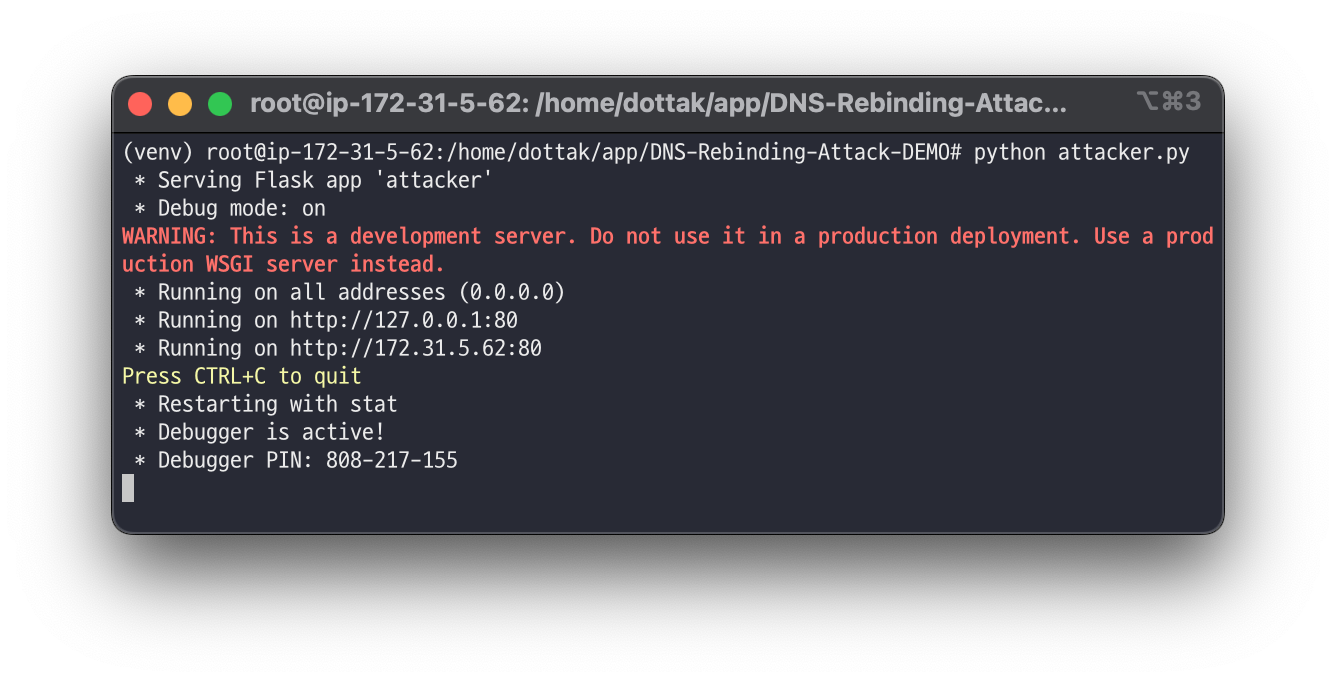 root@ip-172-31-5-62: /home/dottak/app/DNS-Rebinding-Attac... ⌥⌘3
(venv) root@ip-172-31-5-62:/home/dottak/app/DNS-Rebinding-Attack-DEMO# python attacker.py
 * Serving Flask app 'attacker'
 * Debug mode: on
WARNING: This is a development server. Do not use it in a production deployment. Use a prod
uction WSGI server instead.
 * Running on all addresses (0.0.0.0)
 * Running on http://127.0.0.1:80
 * Running on http://172.31.5.62:80
Press CTRL+C to quit
 * Restarting with stat
 * Debugger is active!
 * Debugger PIN: 808-217-155